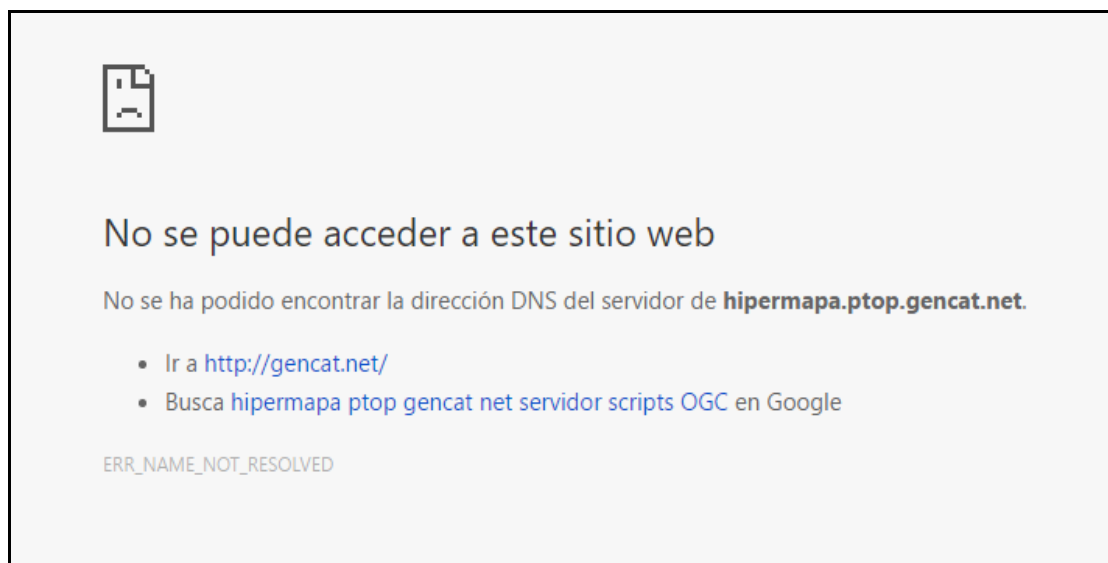 No se puede acceder a este sitio web
No se ha podido encontrar la dirección DNS del servidor de hipermapa.ptop.gencat.net.
• Ir a http://gencat.net/
• Busca hipermapa ptop gencat net servidor scripts OGC en Google
ERR_NAME_NOT_RESOLVED